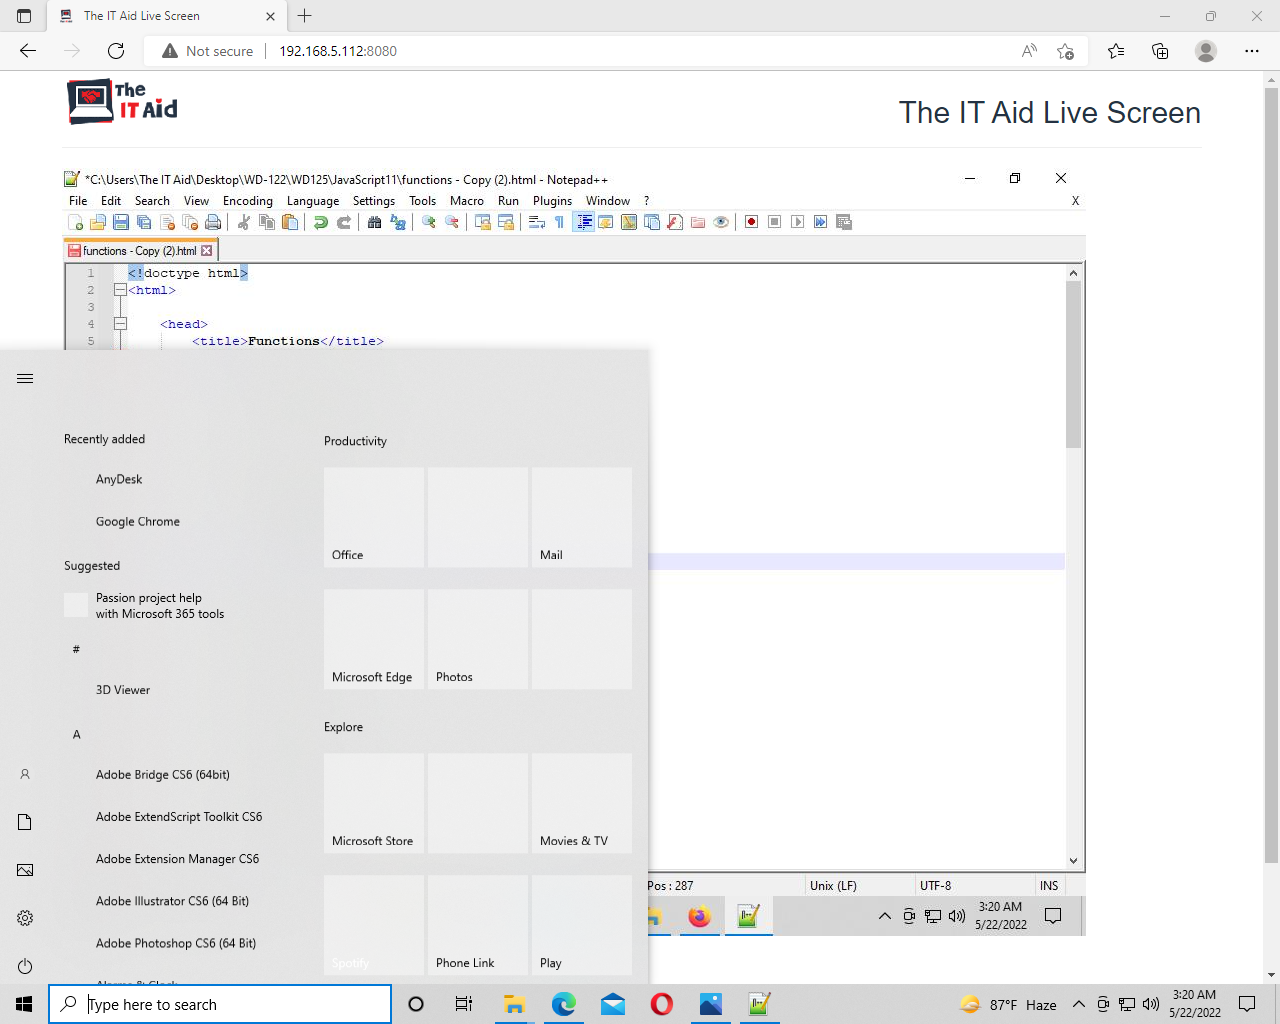 The IT Aid Live Screen
Not secure
192.168.5.112:8080
The
IT Aid
The IT Aid Live Screen
*C:\Users\The IT Aid\Desktop\WD-122\WD125\JavaScript11\functions - Copy (2).html - Notepad++
File Edit Search View Encoding Language Settings Tools Macro Run Plugins Window ? X
functions - Copy (2).html
1 <!doctype html>
2 <html>
3
4 <head>
5 <title>Functions</title>
Recently added
AnyDesk
Google Chrome
Suggested
Passion project help
with Microsoft 365 tools
#
3D Viewer
A
Adobe Bridge CS6 (64bit)
Adobe ExtendScript Toolkit CS6
Adobe Extension Manager CS6
Adobe Illustrator CS6 (64 Bit)
Adobe Photoshop CS6 (64 Bit)
Productivity
Office
Mail
Microsoft Edge
Photos
Explore
Microsoft Store
Movies & TV
Spotify
Phone Link
Play
Pos : 287
Unix (LF)
UTF-8
INS
3:20 AM
5/22/2022
Type here to search
87°F Haze
3:20 AM
5/22/2022